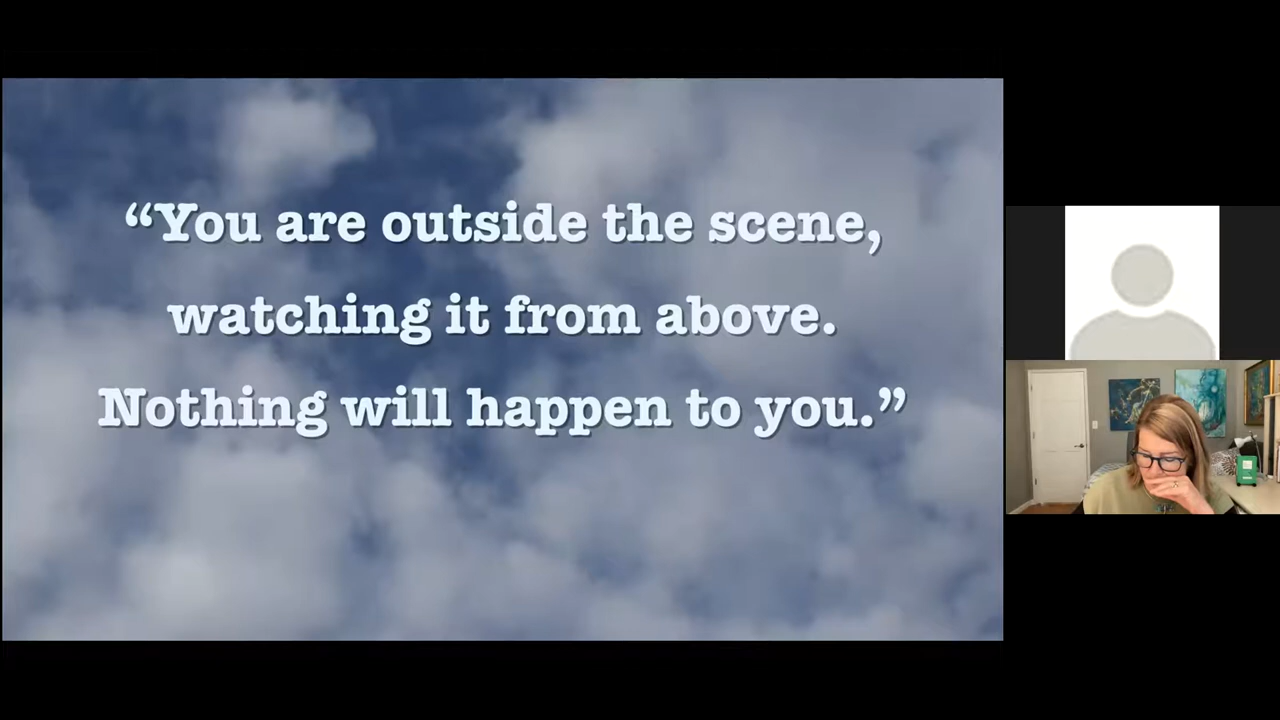 “You are outside the scene,
watching it from above.
Nothing will happen to you.”